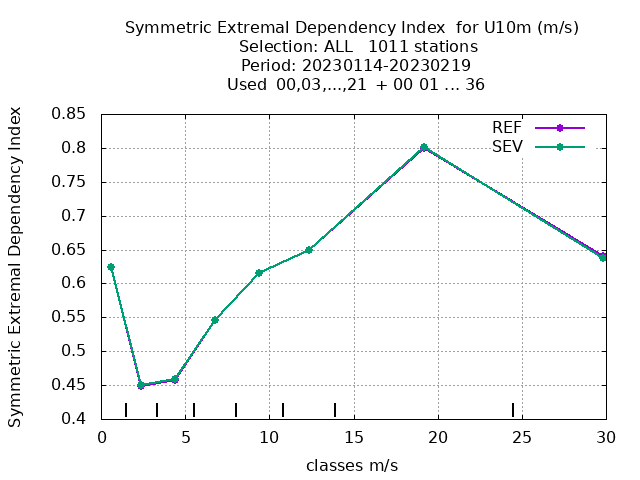 Symmetric Extremal Dependency Index  for U10m (m/s)
Selection: ALL   1011 stations
Period: 20230114-20230219
Used  00,03,...,21  + 00 01 ... 36
Symmetric Extremal Dependency Index
0.85
0.8
0.75
0.7
0.65
0.6
0.55
0.5
0.45
0.4
REF
SEV
0 5 10 15 20 25 30
classes m/s